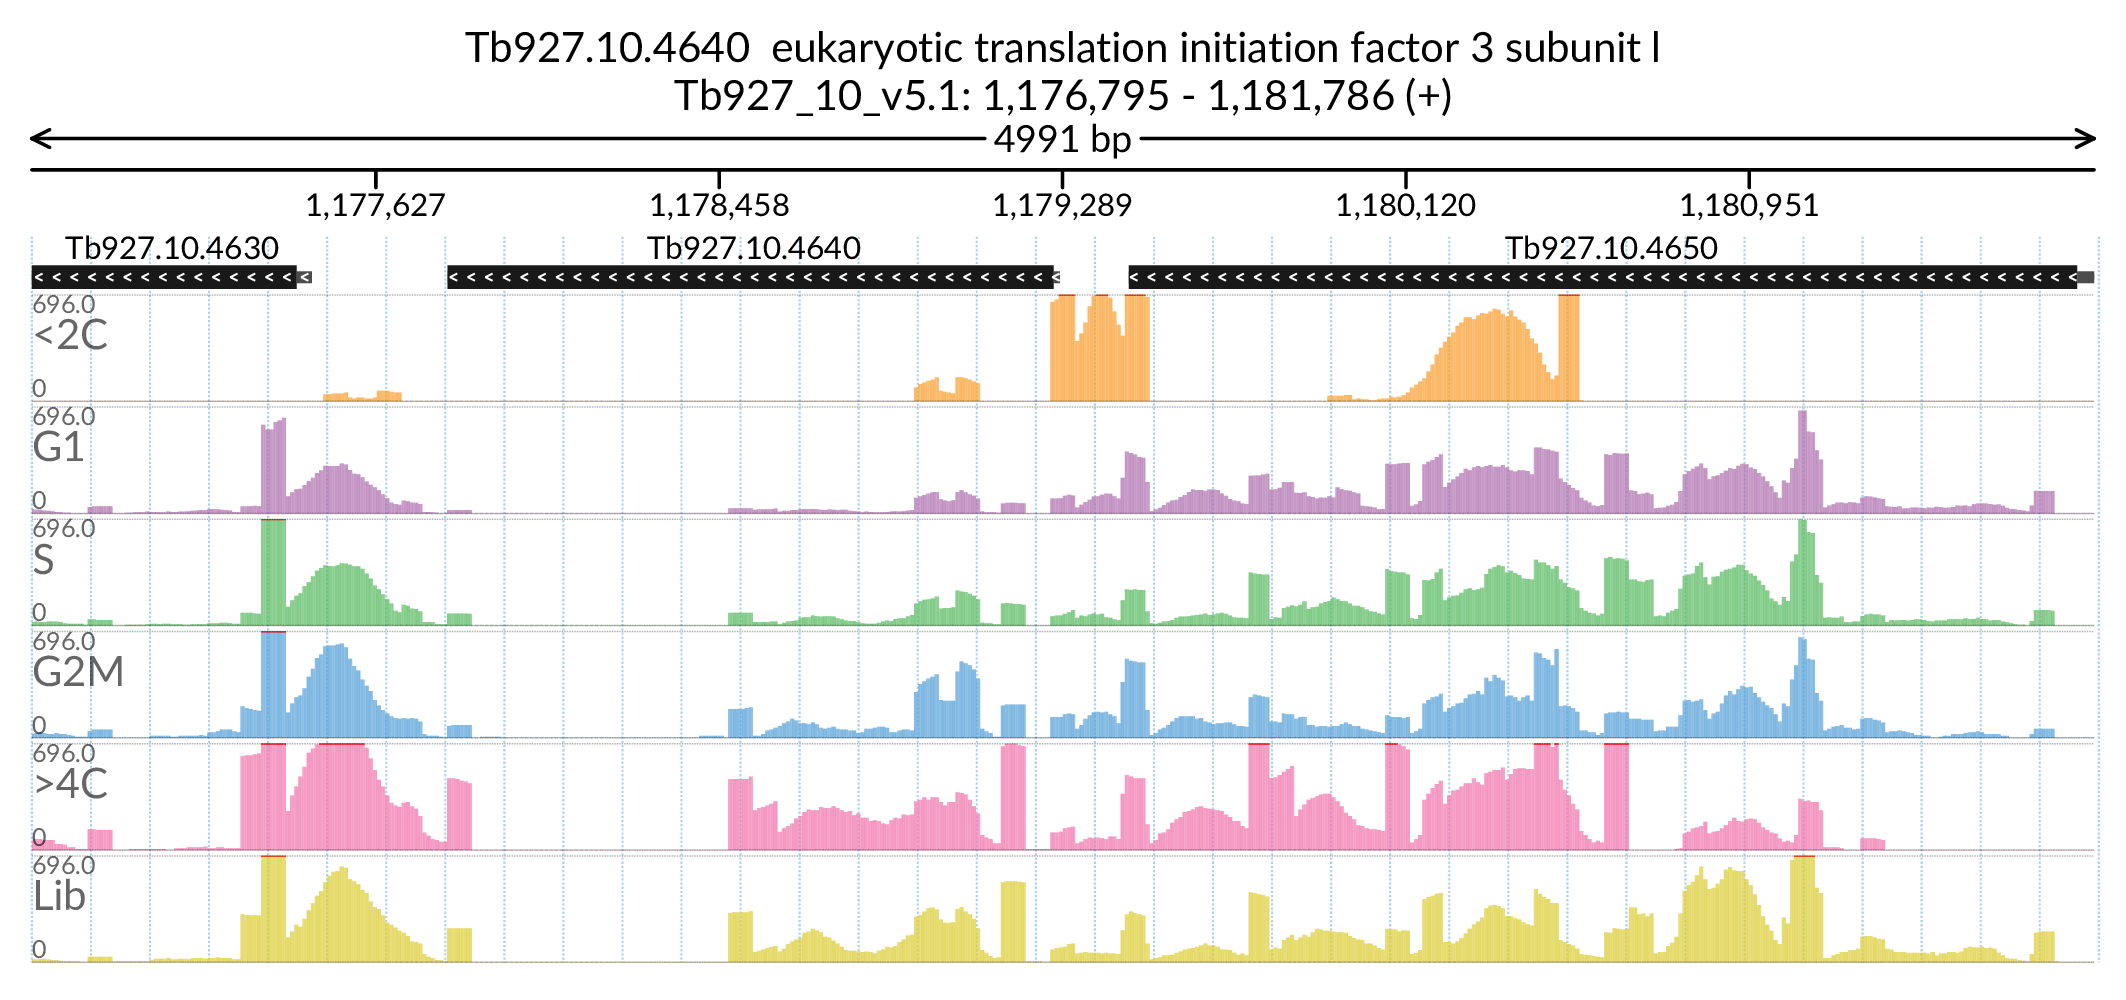 Tb927.10.4640  eukaryotic translation initiation factor 3 subunit l
Tb927_10_v5.1: 1,176,795 - 1,181,786 (+)
4991 bp
1,177,627 1,178,458 1,179,289 1,180,120 1,180,951
Tb927.10.4630 Tb927.10.4640 Tb927.10.4650
696.0
<2C
0
696.0
G1
0
696.0
S
0
696.0
G2M
0
696.0
>4C
0
696.0
Lib
0